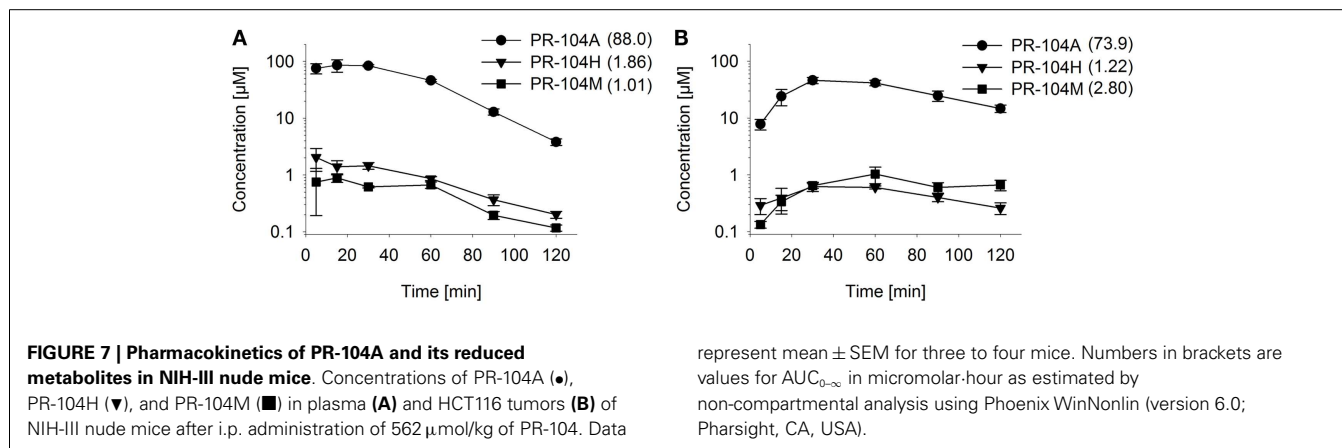 A
PR-104A (88.0)
PR-104H (1.86)
PR-104M (1.01)
Concentration [µM]
100
10
1
0.1
0 20 40 60 80 100 120
Time [min]
B
PR-104A (73.9)
PR-104H (1.22)
PR-104M (2.80)
Concentration [µM]
100
10
1
0.1
0 20 40 60 80 100 120
Time [min]
FIGURE 7 | Pharmacokinetics of PR-104A and its reduced
metabolites in NIH-III nude mice. Concentrations of PR-104A (●),
PR-104H (▼), and PR-104M (■) in plasma (A) and HCT116 tumors (B) of
NIH-III nude mice after i.p. administration of 562 µmol/kg of PR-104. Data
represent mean ± SEM for three to four mice. Numbers in brackets are
values for AUC0–∞ in micromolar·hour as estimated by
non-compartmental analysis using Phoenix WinNonlin (version 6.0;
Pharsight, CA, USA).